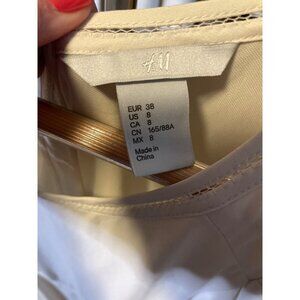 H&M
EUR 38
US 8
CA 8
CN 165/88A
MX 8
Made in
China